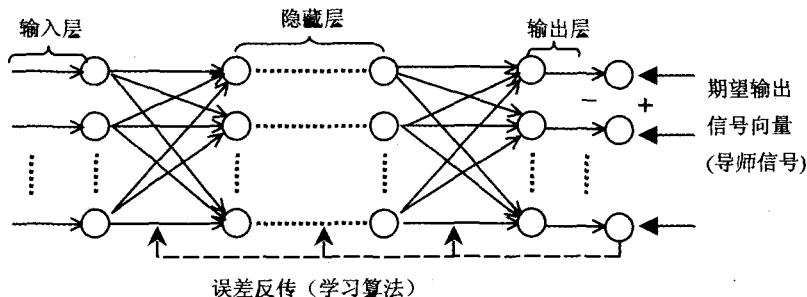 输入层
隐藏层
输出层
− +
期望输出
信号向量
(导师信号)
误差反传（学习算法）